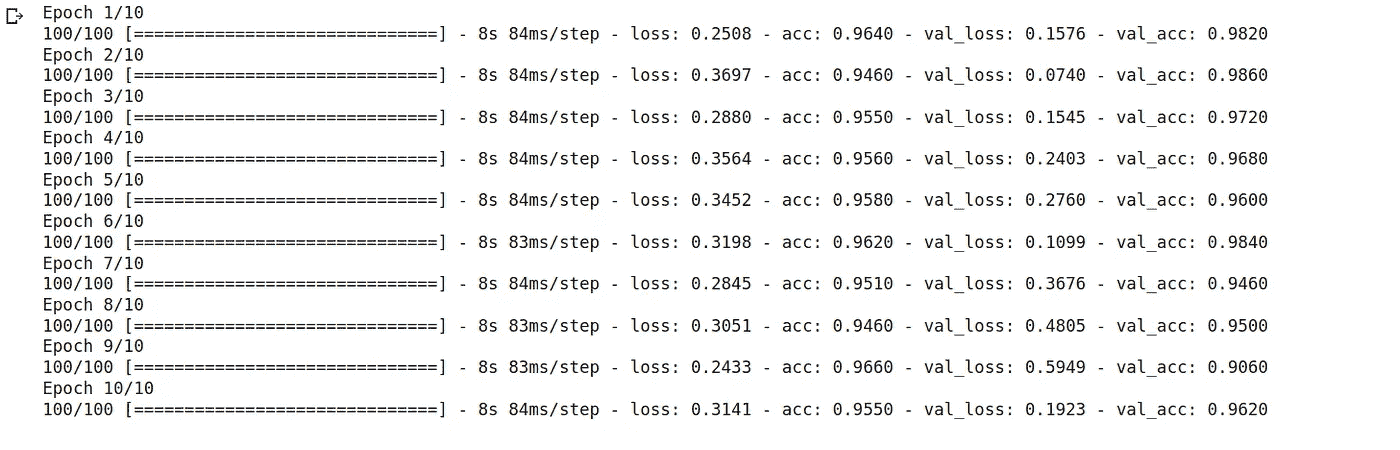 Epoch 1/10
100/100 [==============================] - 8s 84ms/step - loss: 0.2508 - acc: 0.9640 - val_loss: 0.1576 - val_acc: 0.9820
Epoch 2/10
100/100 [==============================] - 8s 84ms/step - loss: 0.3697 - acc: 0.9460 - val_loss: 0.0740 - val_acc: 0.9860
Epoch 3/10
100/100 [==============================] - 8s 84ms/step - loss: 0.2880 - acc: 0.9550 - val_loss: 0.1545 - val_acc: 0.9720
Epoch 4/10
100/100 [==============================] - 8s 84ms/step - loss: 0.3564 - acc: 0.9560 - val_loss: 0.2403 - val_acc: 0.9680
Epoch 5/10
100/100 [==============================] - 8s 84ms/step - loss: 0.3452 - acc: 0.9580 - val_loss: 0.2760 - val_acc: 0.9600
Epoch 6/10
100/100 [==============================] - 8s 83ms/step - loss: 0.3198 - acc: 0.9620 - val_loss: 0.1099 - val_acc: 0.9840
Epoch 7/10
100/100 [==============================] - 8s 84ms/step - loss: 0.2845 - acc: 0.9510 - val_loss: 0.3676 - val_acc: 0.9460
Epoch 8/10
100/100 [==============================] - 8s 83ms/step - loss: 0.3051 - acc: 0.9460 - val_loss: 0.4805 - val_acc: 0.9500
Epoch 9/10
100/100 [==============================] - 8s 83ms/step - loss: 0.2433 - acc: 0.9660 - val_loss: 0.5949 - val_acc: 0.9060
Epoch 10/10
100/100 [==============================] - 8s 84ms/step - loss: 0.3141 - acc: 0.9550 - val_loss: 0.1923 - val_acc: 0.9620